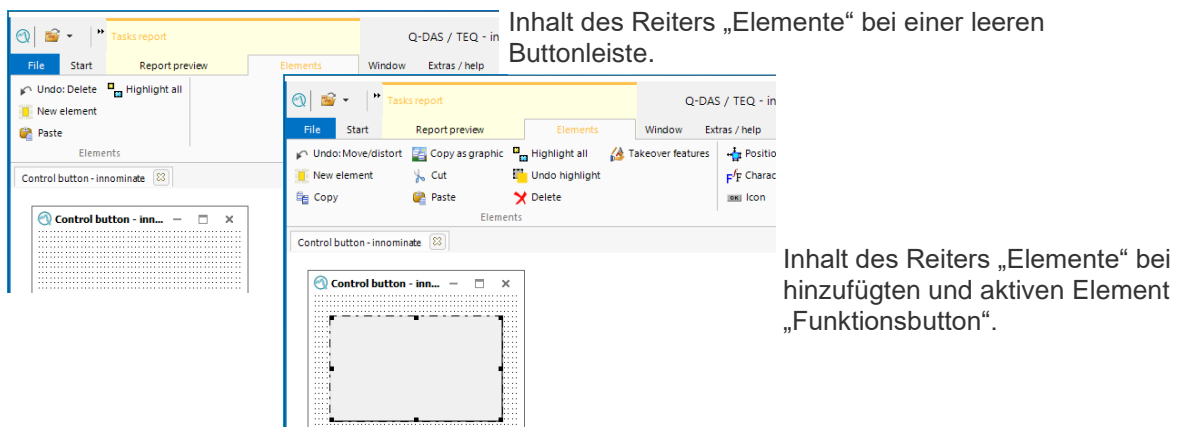 Inhalt des Reiters „Elemente“ bei einer leeren
Buttonleiste.
Tasks report
Q-DAS / TEQ - in
File Start Report preview Elements Window Extras / help
Undo: Delete Highlight all
New element
Paste
Elements
Control button - innominate
Control button - inn...
Tasks report
Q-DAS / TEQ - in
File Start Report preview Elements Window Extras / help
Undo: Move/distort Copy as graphic Highlight all Takeover features Positio
New element Cut Undo highlight F/F Charac
Copy Paste Delete OK Icon
Elements
Control button - innominate
Control button - inn...
Inhalt des Reiters „Elemente“ bei
hinzufügten und aktiven Element
„Funktionsbutton“.